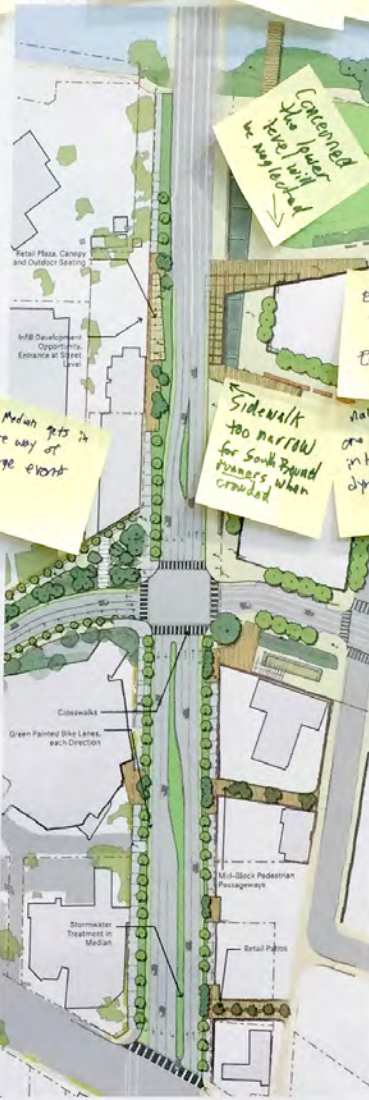 Concerned
the lower
level will
be neglected
Retail Plaza, Canopy
and Outdoor Seating
Infill Development
Opportunity,
Entrance at Street
Level
Median gets in
way of
events
Sidewalk
too narrow
for South Bound
runners when
crowded
Crosswalks
Green Painted Bike Lanes,
each Direction
Mid-Block Pedestrian
Passageways
Stormwater
Treatment in
Median
Retail Patios